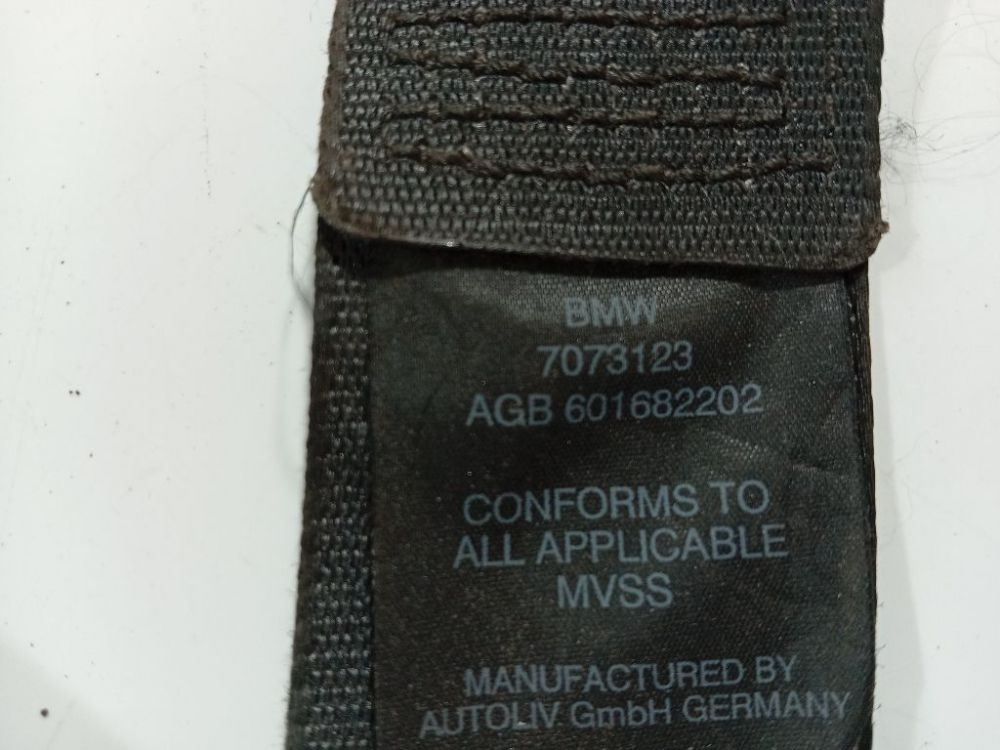 BMW
7073123
AGB 601682202
CONFORMS TO
ALL APPLICABLE
MVSS
MANUFACTURED BY
AUTOLIV GmbH GERMANY